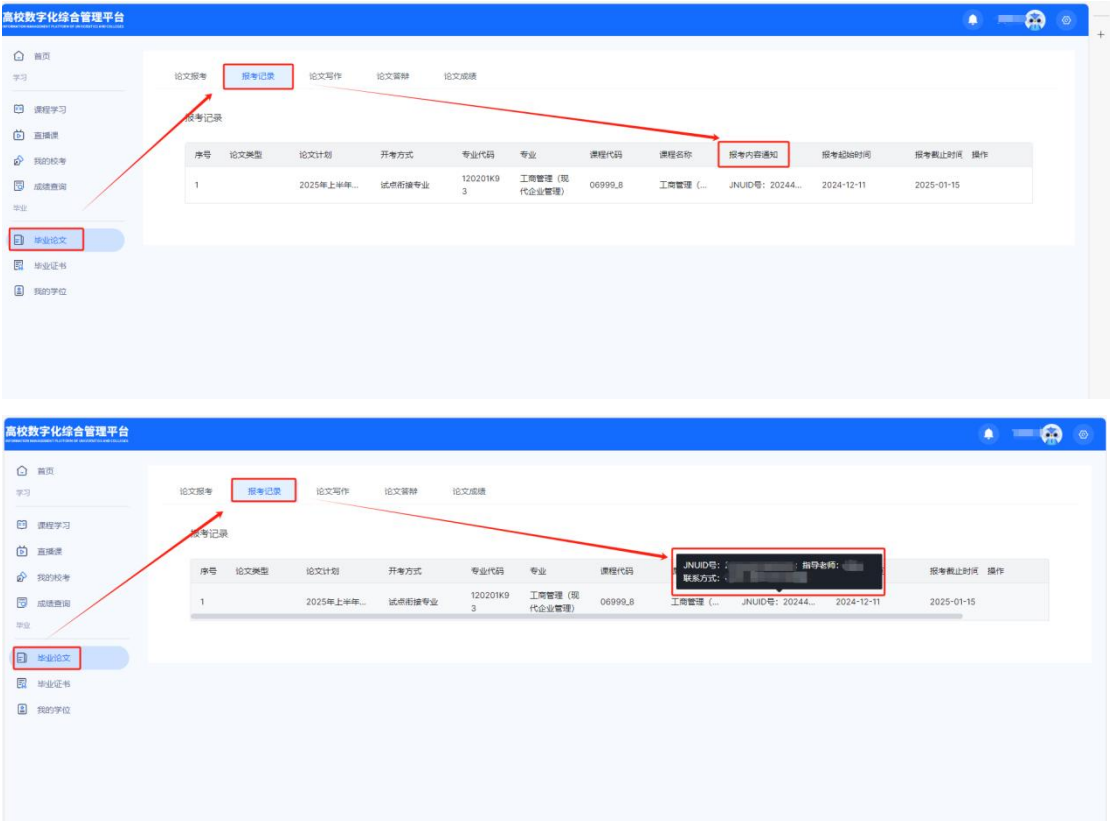 高校数字化综合管理平台
首页
学习
课程学习
直播课
我的校考
成绩查询
毕业
毕业论文
毕业证书
我的学位
论文报考 报考记录 论文写作 论文答辩 论文成绩
报考记录
序号 论文类型 论文计划 开考方式 专业代码 专业 课程代码 课程名称 报考内容通知 报考起始时间 报考截止时间 操作
1 2025年上半年... 试点衔接专业 120201K9 工商管理（现 06999_8 工商管理（... JNUID号：20244... 2024-12-11 2025-01-15
3 代企业管理）
高校数字化综合管理平台
首页
学习
课程学习
直播课
我的校考
成绩查询
毕业
毕业论文
毕业证书
我的学位
论文报考 报考记录 论文写作 论文答辩 论文成绩
报考记录
JNUID号： ：指导老师：
联系方式：
序号 论文类型 论文计划 开考方式 专业代码 专业 课程代码 报考截止时间 操作
1 2025年上半年... 试点衔接专业 120201K9 工商管理（现 06999_8 工商管理（... JNUID号：20244... 2024-12-11 2025-01-15
3 代企业管理）